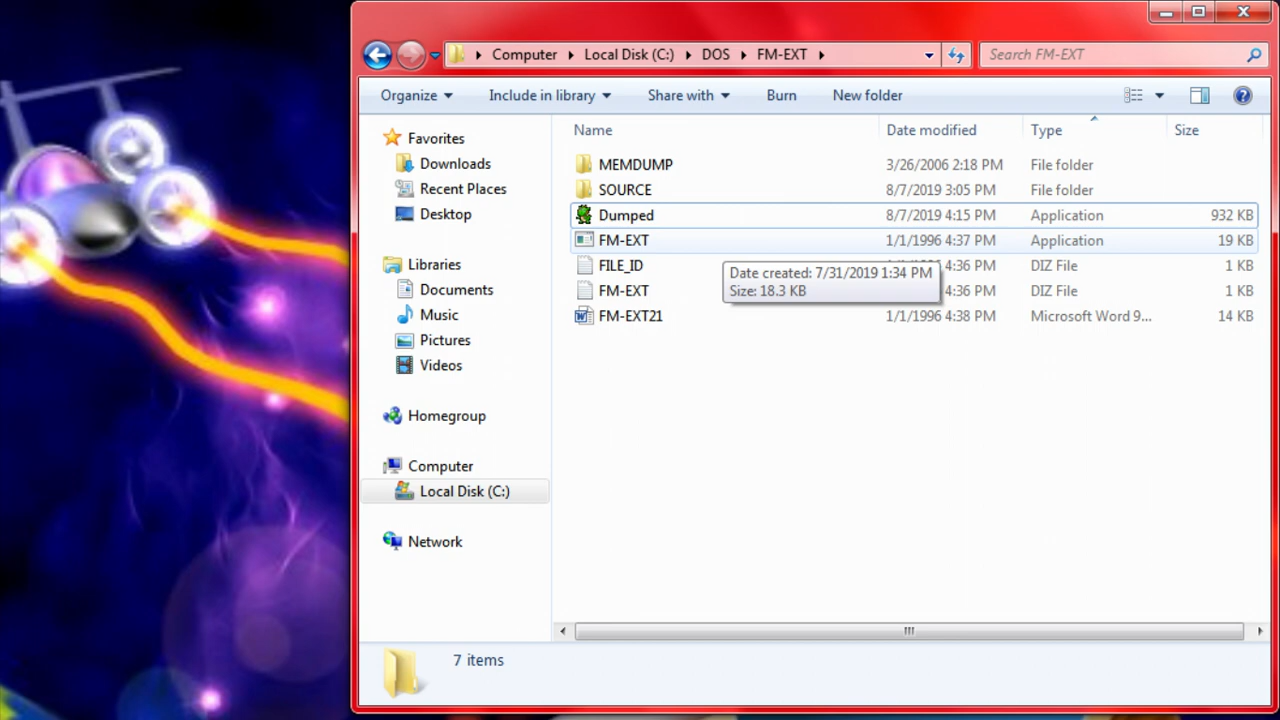 Computer Local Disk (C:) DOS FM-EXT Search FM-EXT
Organize Include in library Share with Burn New folder
Name Date modified Type Size
Favorites
Downloads
Recent Places
Desktop
Libraries
Documents
Music
Pictures
Videos
Homegroup
Computer
Local Disk (C:)
Network
MEMDUMP 3/26/2006 2:18 PM File folder
SOURCE 8/7/2019 3:05 PM File folder
Dumped 8/7/2019 4:15 PM Application 932 KB
FM-EXT 1/1/1996 4:37 PM Application 19 KB
FILE_ID 4:36 PM DIZ File 1 KB
FM-EXT 4:36 PM DIZ File 1 KB
FM-EXT21 1/1/1996 4:38 PM Microsoft Word 9... 14 KB
Date created: 7/31/2019 1:34 PM
Size: 18.3 KB
7 items